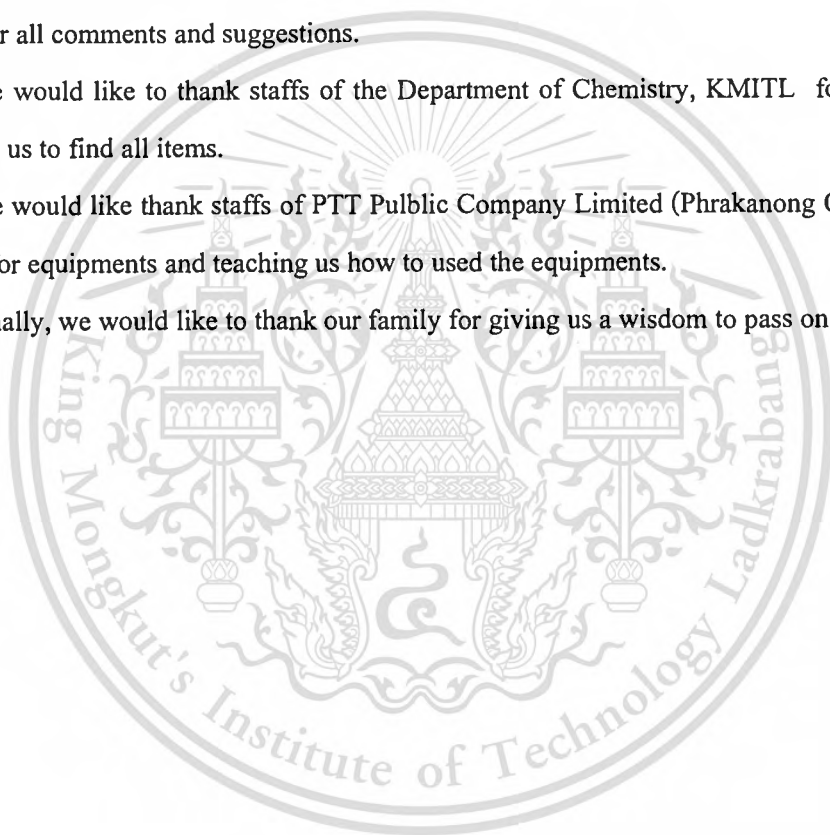 r all comments and suggestions.
e would like to thank staffs of the Department of Chemistry, KMITL fo
us to find all items.
e would like thank staffs of PTT Pulblic Company Limited (Phrakanong
or equipments and teaching us how to used the equipments.
nally, we would like to thank our family for giving us a wisdom to pass on
King Mongkut's Institute of Technology Ladkrabang